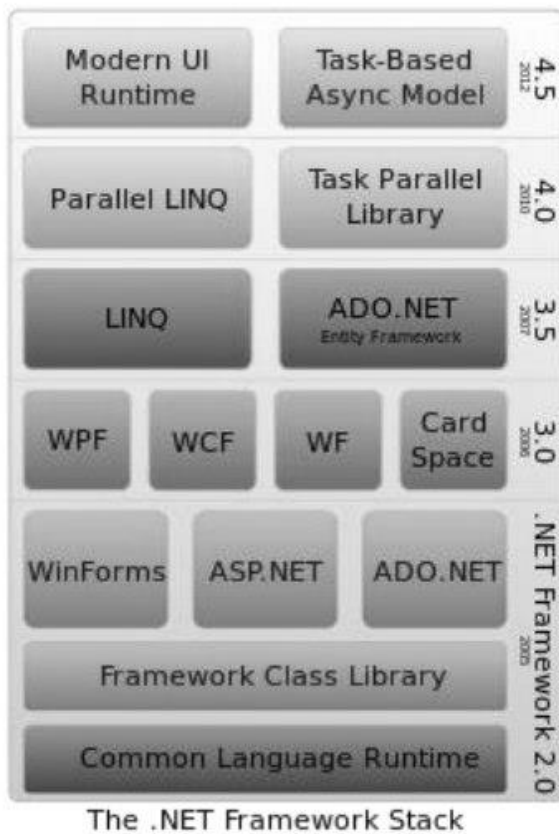 Modern UI
Runtime
Task-Based
Async Model
4.5
2012
Parallel LINQ
Task Parallel
Library
4.0
2010
LINQ
ADO.NET
Entity Framework
3.5
2007
WPF
WCF
WF
Card
Space
3.0
2006
WinForms
ASP.NET
ADO.NET
Framework Class Library
Common Language Runtime
.NET Framework 2.0
2005
The .NET Framework Stack